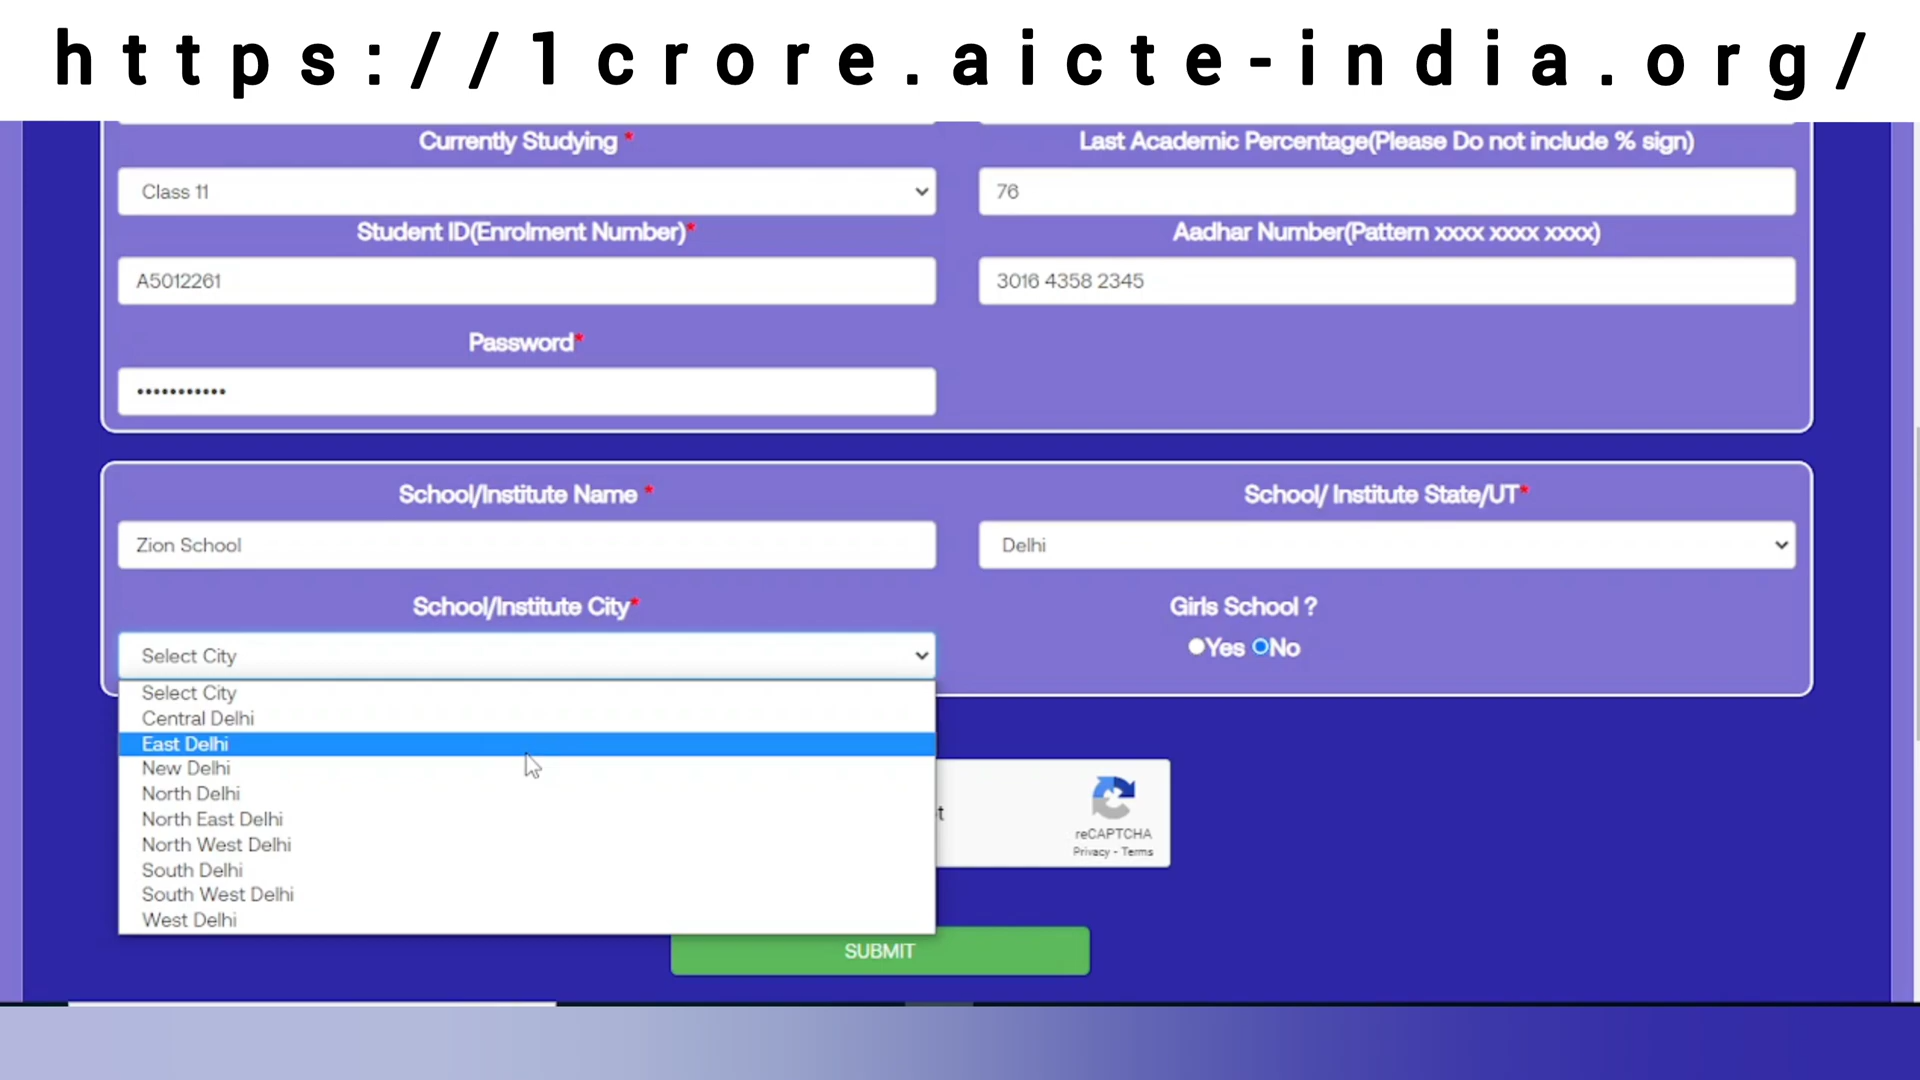 https://1crore.aicte-india.org/
Currently Studying *
Last Academic Percentage(Please Do not include % sign)
Class 11
76
Student ID(Enrolment Number)*
Aadhar Number(Pattern xxxx xxxx xxxx)
A5012261
3016 4358 2345
Password*
•••••••••••
School/Institute Name *
School/ Institute State/UT*
Zion School
Delhi
School/Institute City*
Girls School ?
Select City
Yes No
Select City
Central Delhi
East Delhi
New Delhi
North Delhi
North East Delhi
North West Delhi
South Delhi
South West Delhi
West Delhi
reCAPTCHA
Privacy - Terms
SUBMIT